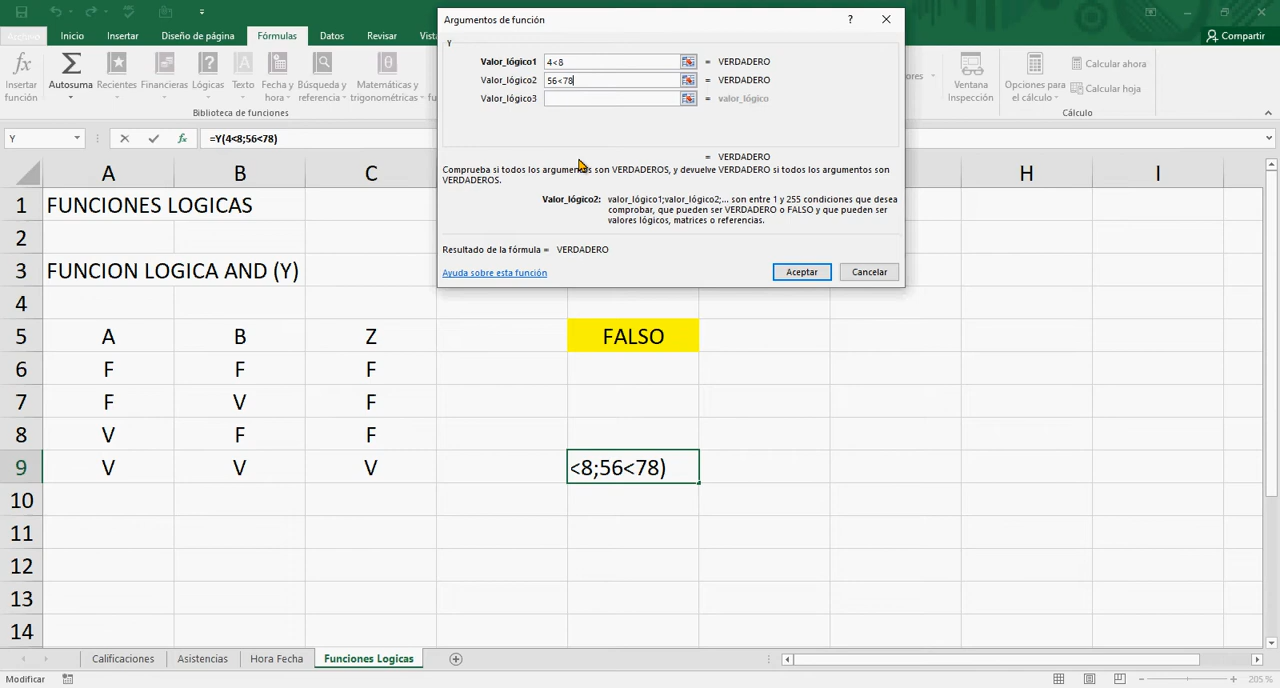 Argumentos de función
?
Archivo
Inicio
Insertar
Diseño de página
Fórmulas
Datos
Revisar
Vist
Compartir
Insertar función
Autosuma
Recientes
Financieras
Lógicas
Texto
Fecha y hora
Búsqueda y referencia
Matemáticas y trigonométricas
fu
Biblioteca de funciones
ores
Ventana Inspección
Opciones para el cálculo
Calcular ahora
Calcular hoja
Cálculo
Y
Valor_lógico1 4<8 = VERDADERO
Valor_lógico2 56<78 = VERDADERO
Valor_lógico3 = valor_lógico
= VERDADERO
Comprueba si todos los argumentos son VERDADEROS, y devuelve VERDADERO si todos los argumentos son
VERDADEROS.
Valor_lógico2: valor_lógico1;valor_lógico2;... son entre 1 y 255 condiciones que desea
comprobar, que pueden ser VERDADERO o FALSO y que pueden ser
valores lógicos, matrices o referencias.
Resultado de la fórmula = VERDADERO
Ayuda sobre esta función
Aceptar
Cancelar
Y
fx
=Y(4<8;56<78)
A B C H I
1 FUNCIONES LOGICAS
2
3 FUNCION LOGICA AND (Y)
4
5 A B Z FALSO
6 F F F
7 F V F
8 V F F
9 V V V <8;56<78)
10
11
12
13
14
Calificaciones
Asistencias
Hora Fecha
Funciones Logicas
Modificar
205 %